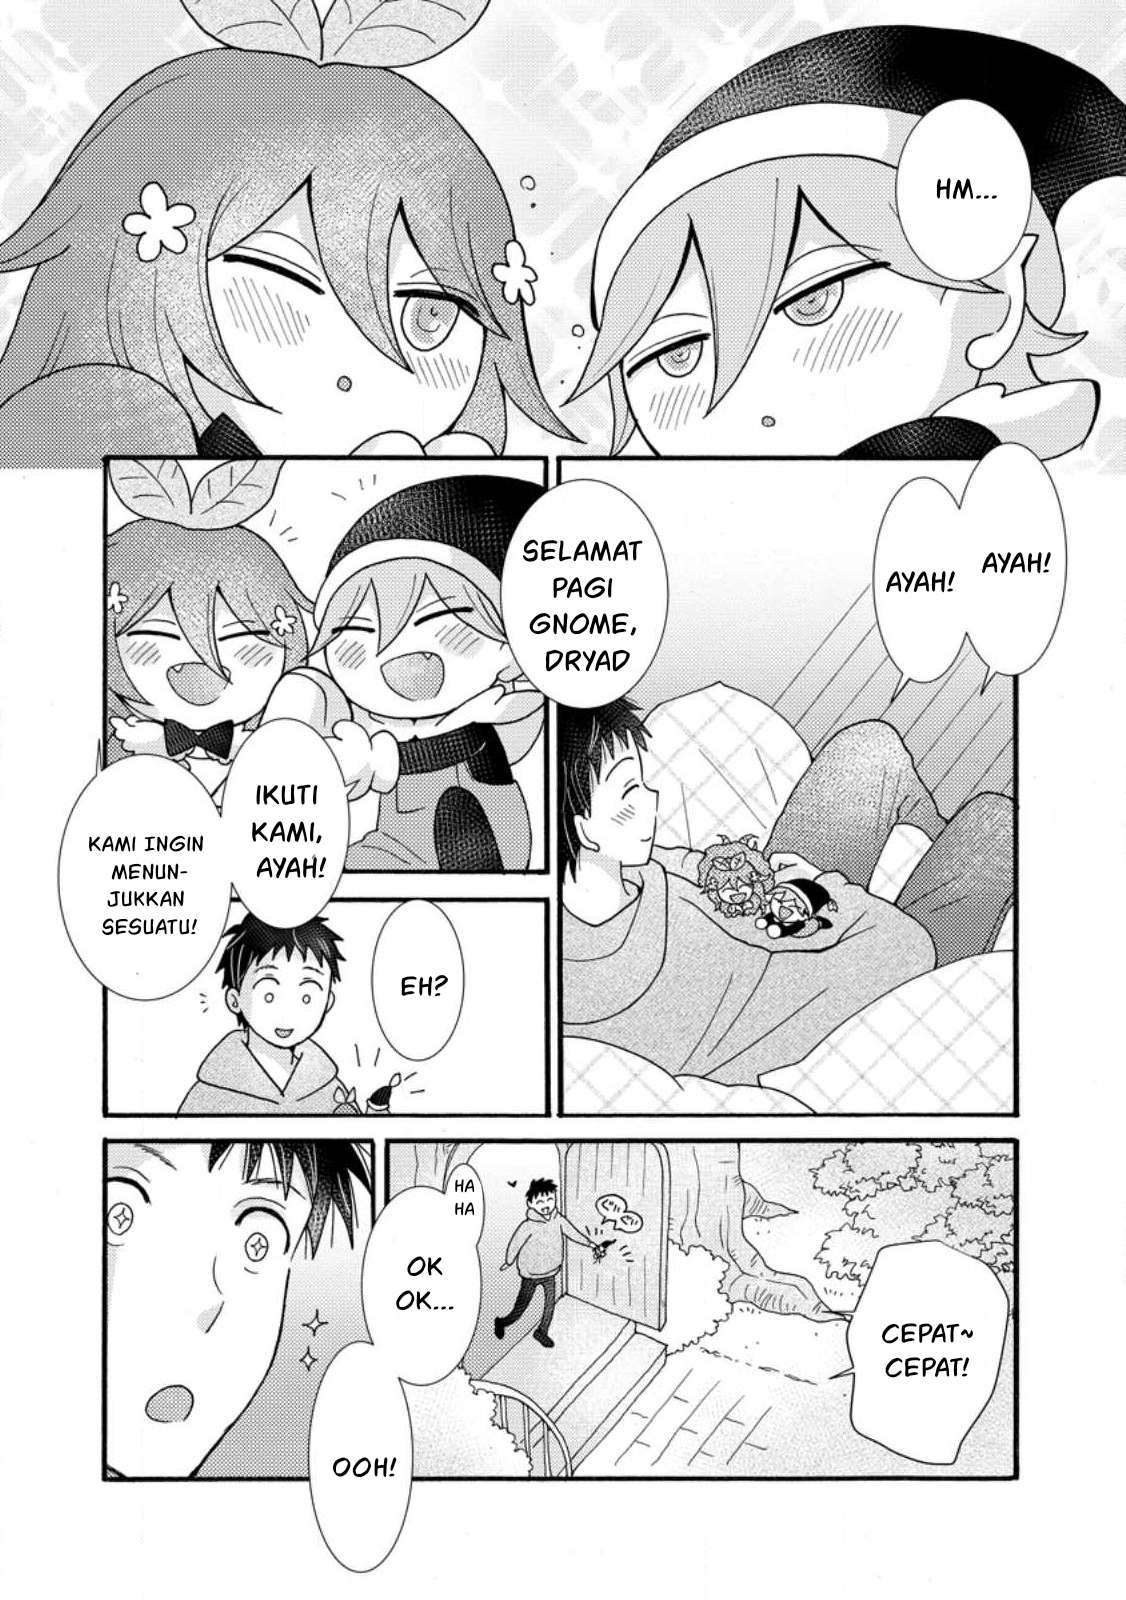 HM...
AYAH!
AYAH!
SELAMAT
PAGI
GNOME,
DRYAD
IKUTI
KAMI,
AYAH!
KAMI INGIN
MENUN-
JUKKAN
SESUATU!
EH?
CEPAT~
CEPAT!
HA
HA
OK
OK...
OOH!